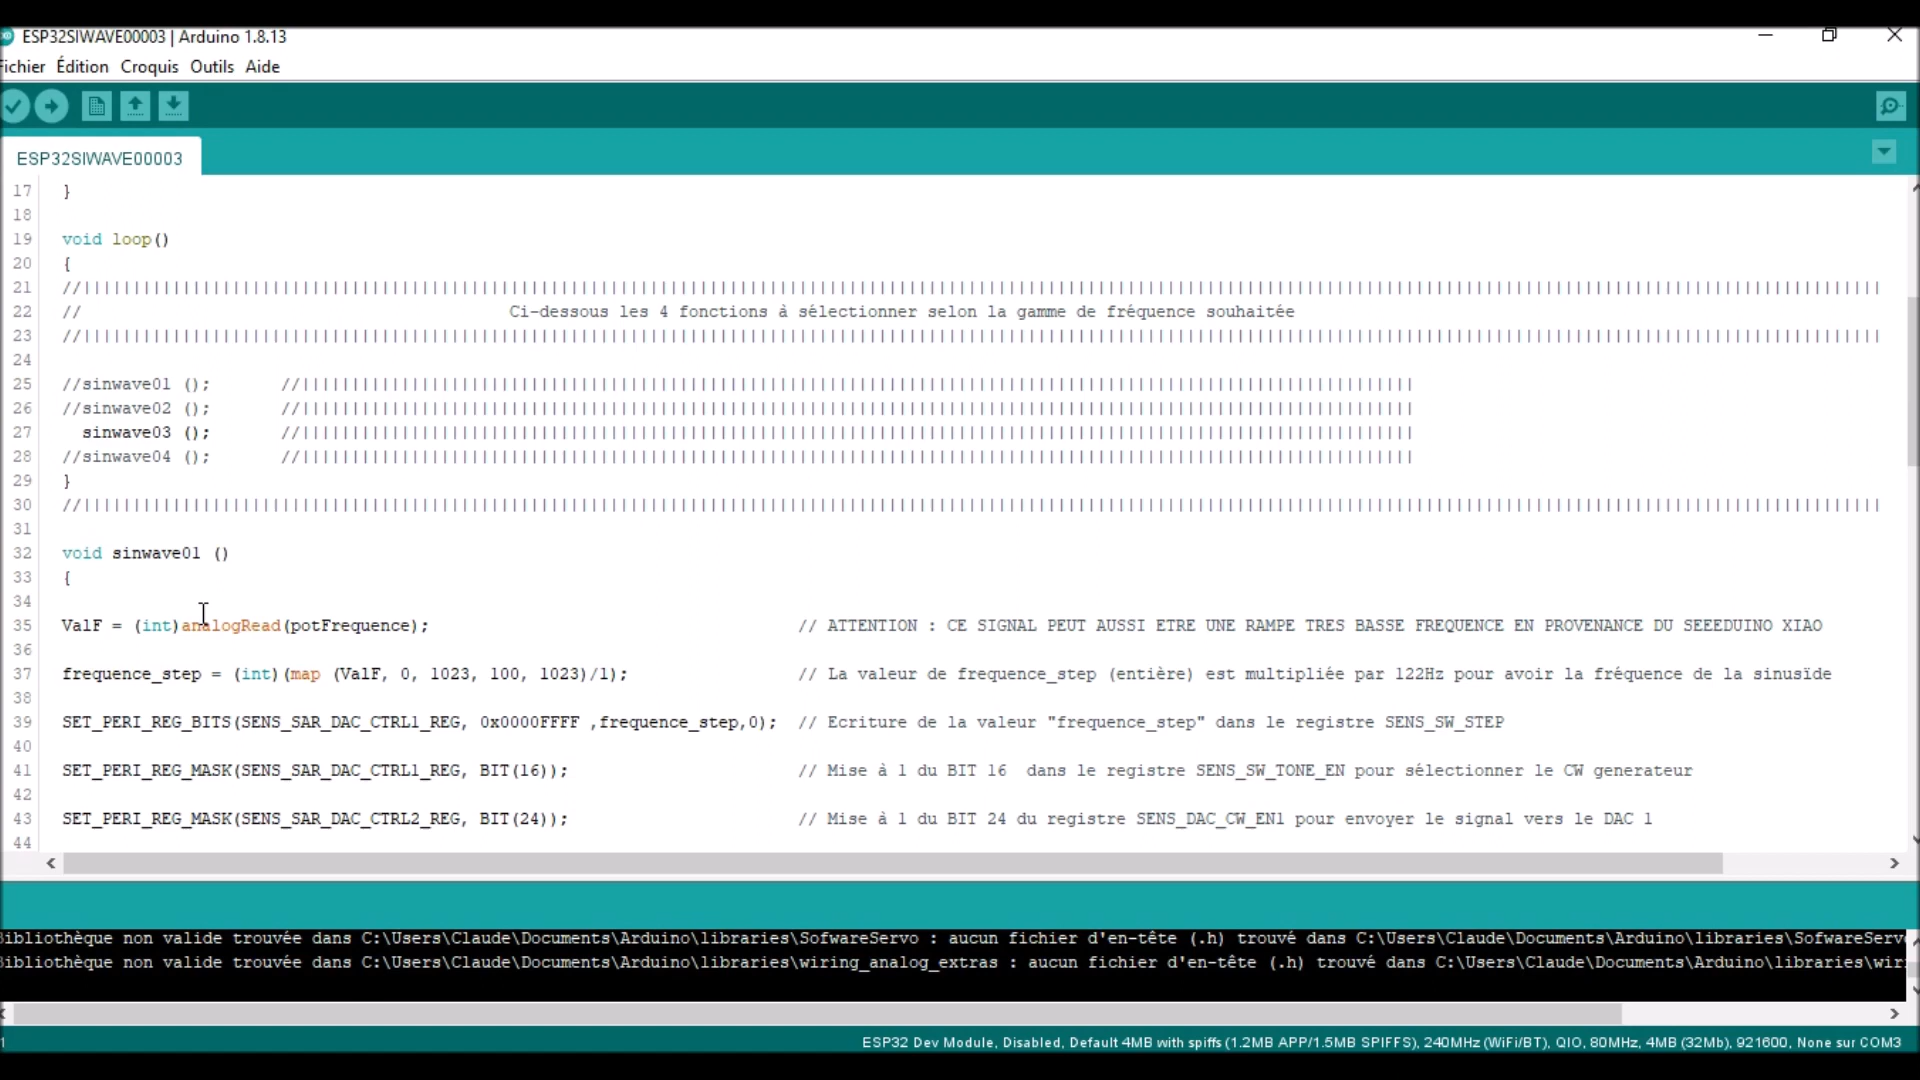 ESP32SIWAVE00003 | Arduino 1.8.13
Fichier Édition Croquis Outils Aide
ESP32SIWAVE00003
17 }
18
19 void loop()
20 {
21 //||||||||||||||||||||||||||||||||||||||||||||||||||||||||||||||||||||||||||||||||||||||||||||||||||||||||||||||||||||||||||||||||||||||||||||||||||||||||||||||||||||||||||||||||||||
22 // Ci-dessous les 4 fonctions à sélectionner selon la gamme de fréquence souhaitée
23 //||||||||||||||||||||||||||||||||||||||||||||||||||||||||||||||||||||||||||||||||||||||||||||||||||||||||||||||||||||||||||||||||||||||||||||||||||||||||||||||||||||||||||||||||||||
24
25 //sinwave01 (); //||||||||||||||||||||||||||||||||||||||||||||||||||||||||||||||||||||||||||||||||||||||||||||||||||||||||||||||||
26 //sinwave02 (); //||||||||||||||||||||||||||||||||||||||||||||||||||||||||||||||||||||||||||||||||||||||||||||||||||||||||||||||||
27 sinwave03 (); //||||||||||||||||||||||||||||||||||||||||||||||||||||||||||||||||||||||||||||||||||||||||||||||||||||||||||||||||
28 //sinwave04 (); //||||||||||||||||||||||||||||||||||||||||||||||||||||||||||||||||||||||||||||||||||||||||||||||||||||||||||||||||
29 }
30 //||||||||||||||||||||||||||||||||||||||||||||||||||||||||||||||||||||||||||||||||||||||||||||||||||||||||||||||||||||||||||||||||||||||||||||||||||||||||||||||||||||||||||||||||||||
31
32 void sinwave01 ()
33 {
34
35 ValF = (int)analogRead(potFrequence); // ATTENTION : CE SIGNAL PEUT AUSSI ETRE UNE RAMPE TRES BASSE FREQUENCE EN PROVENANCE DU SEEEDUINO XIAO
36
37 frequence_step = (int)(map (ValF, 0, 1023, 100, 1023)/1); // La valeur de frequence_step (entière) est multipliée par 122Hz pour avoir la fréquence de la sinusïde
38
39 SET_PERI_REG_BITS(SENS_SAR_DAC_CTRL1_REG, 0x0000FFFF ,frequence_step,0); // Ecriture de la valeur "frequence_step" dans le registre SENS_SW_STEP
40
41 SET_PERI_REG_MASK(SENS_SAR_DAC_CTRL1_REG, BIT(16)); // Mise à 1 du BIT 16 dans le registre SENS_SW_TONE_EN pour sélectionner le CW generateur
42
43 SET_PERI_REG_MASK(SENS_SAR_DAC_CTRL2_REG, BIT(24)); // Mise à 1 du BIT 24 du registre SENS_DAC_CW_EN1 pour envoyer le signal vers le DAC 1
44
Bibliothèque non valide trouvée dans C:\Users\Claude\Documents\Arduino\libraries\SofwareServo : aucun fichier d'en-tête (.h) trouvé dans C:\Users\Claude\Documents\Arduino\libraries\SofwareServ
Bibliothèque non valide trouvée dans C:\Users\Claude\Documents\Arduino\libraries\wiring_analog_extras : aucun fichier d'en-tête (.h) trouvé dans C:\Users\Claude\Documents\Arduino\libraries\wir
1 ESP32 Dev Module, Disabled, Default 4MB with spiffs (1.2MB APP/1.5MB SPIFFS), 240MHz (WiFi/BT), QIO, 80MHz, 4MB (32Mb), 921600, None sur COM3